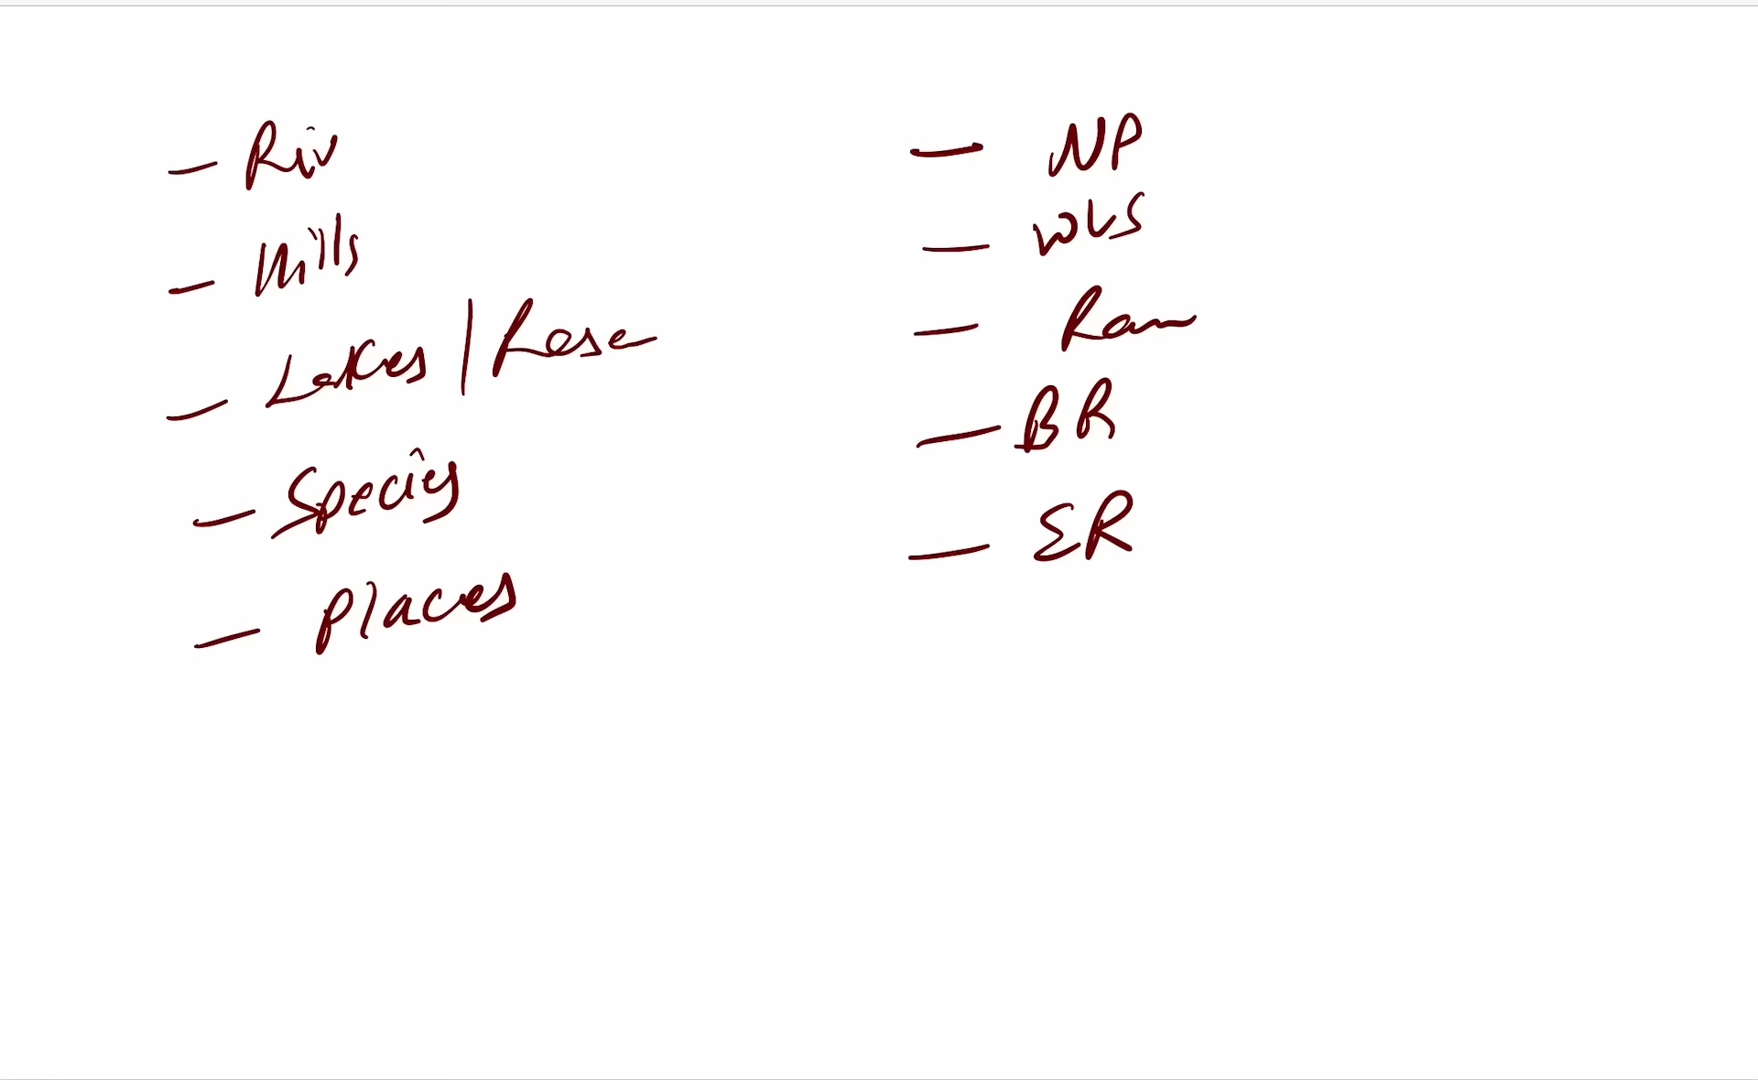 - Riv
- Hills
- Lakes | Rese
- Species
- Places
- NP
- WLS
- Ram
- BR
- ER